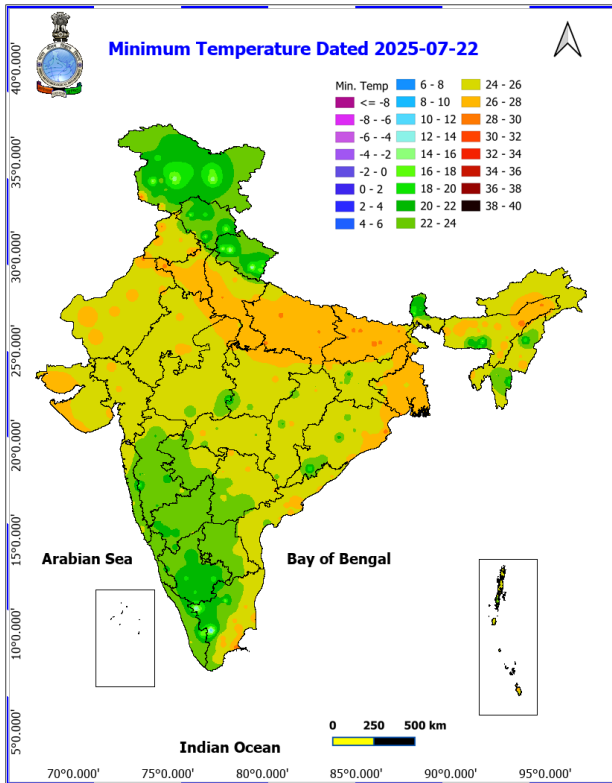 Minimum Temperature Dated 2025-07-22
Min. Temp
<= -8
-8 - -6
-6 - -4
-4 - -2
-2 - 0
0 - 2
2 - 4
4 - 6
6 - 8
8 - 10
10 - 12
12 - 14
14 - 16
16 - 18
18 - 20
20 - 22
22 - 24
24 - 26
26 - 28
28 - 30
30 - 32
32 - 34
34 - 36
36 - 38
38 - 40
40°0.000'
35°0.000'
30°0.000'
25°0.000'
20°0.000'
15°0.000'
10°0.000'
5°0.000'
Arabian Sea
Bay of Bengal
0 250 500 km
Indian Ocean
70°0.000' 75°0.000' 80°0.000' 85°0.000' 90°0.000' 95°0.000'